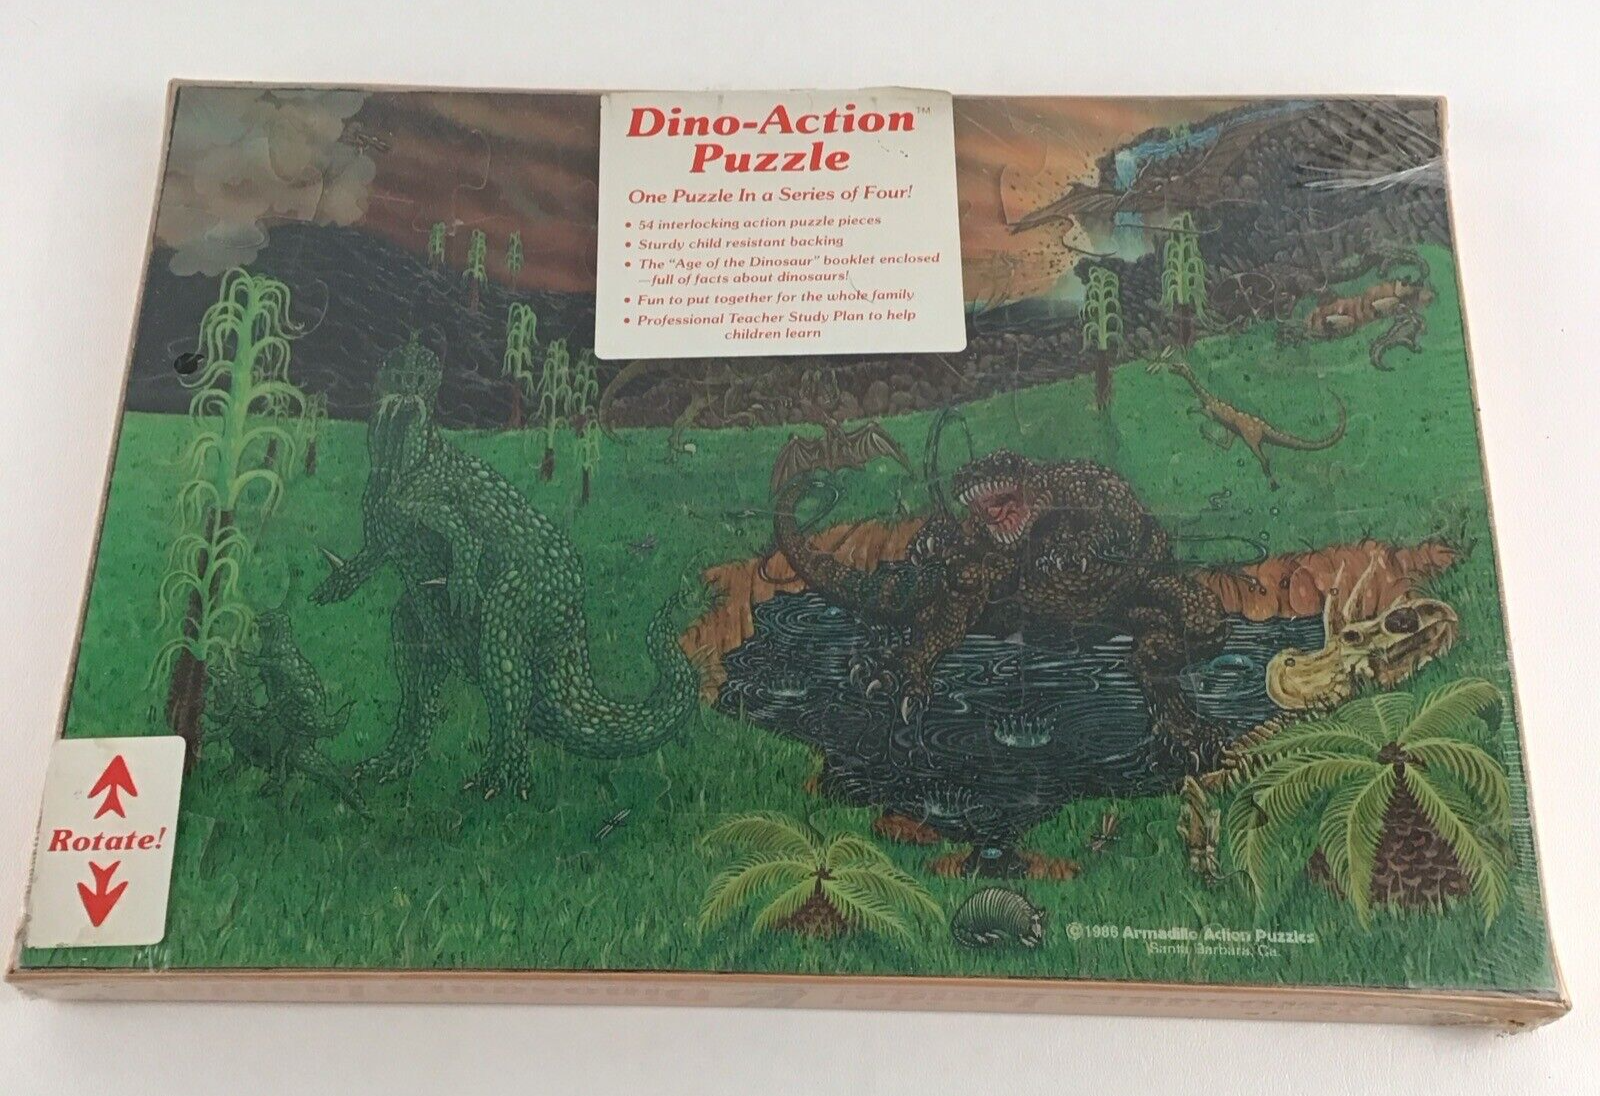 Dino-Action™
Puzzle
One Puzzle In a Series of Four!
• 54 interlocking action puzzle pieces
• Sturdy child resistant backing
• The "Age of the Dinosaur" booklet enclosed
—full of facts about dinosaurs!
• Fun to put together for the whole family
• Professional Teacher Study Plan to help
children learn
Rotate!
©1986 Armadillo Action Puzzles
Santa Barbara, Ca.